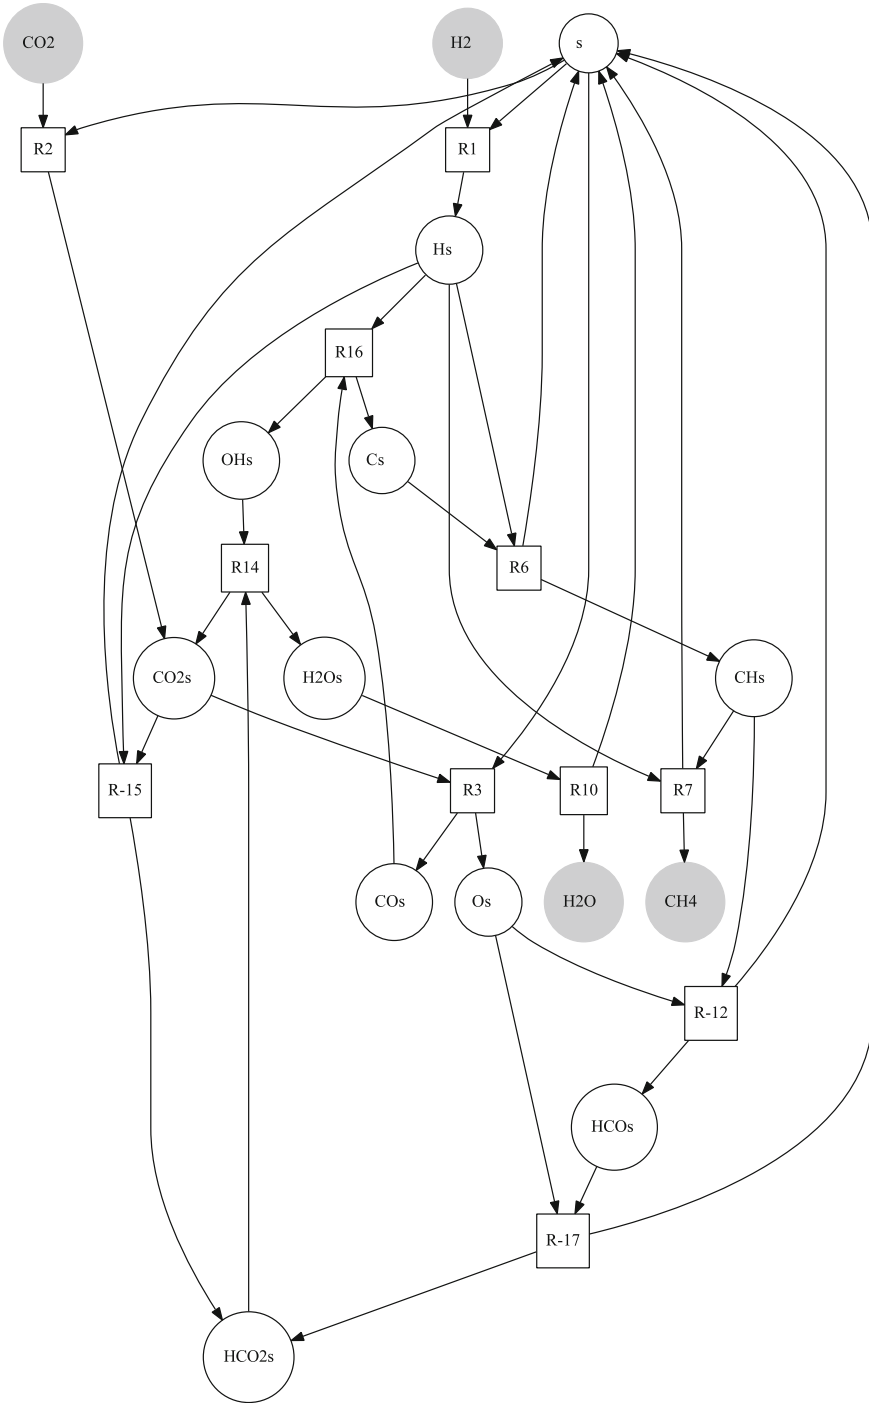 CO2
H2
s
R2
R1
Hs
R16
OHs
Cs
R14
R6
CO2s
H2Os
CHs
R-15
R3
R10
R7
COs
Os
H2O
CH4
R-12
HCOs
R-17
HCO2s